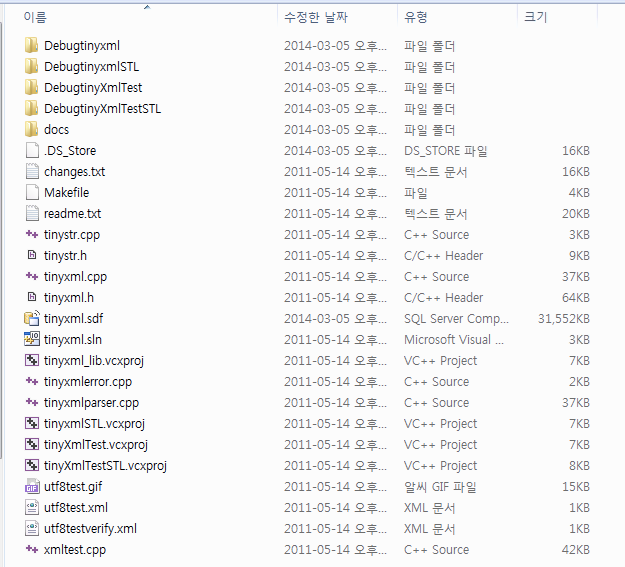 이름 수정한 날짜 유형 크기
Debugtinyxml 2014-03-05 오후... 파일 폴더
DebugtinyxmlSTL 2014-03-05 오후... 파일 폴더
DebugtinyXmlTest 2014-03-05 오후... 파일 폴더
DebugtinyXmlTestSTL 2014-03-05 오후... 파일 폴더
docs 2014-03-05 오후... 파일 폴더
.DS_Store 2014-03-05 오후... DS_STORE 파일 16KB
changes.txt 2011-05-14 오후... 텍스트 문서 16KB
Makefile 2011-05-14 오후... 파일 4KB
readme.txt 2011-05-14 오후... 텍스트 문서 20KB
tinystr.cpp 2011-05-14 오후... C++ Source 3KB
tinystr.h 2011-05-14 오후... C/C++ Header 9KB
tinyxml.cpp 2011-05-14 오후... C++ Source 37KB
tinyxml.h 2011-05-14 오후... C/C++ Header 64KB
tinyxml.sdf 2014-03-05 오후... SQL Server Comp... 31,552KB
tinyxml.sln 2011-05-14 오후... Microsoft Visual ... 3KB
tinyxml_lib.vcxproj 2011-05-14 오후... VC++ Project 7KB
tinyxmlerror.cpp 2011-05-14 오후... C++ Source 2KB
tinyxmlparser.cpp 2011-05-14 오후... C++ Source 37KB
tinyxmlSTL.vcxproj 2011-05-14 오후... VC++ Project 7KB
tinyXmlTest.vcxproj 2011-05-14 오후... VC++ Project 7KB
tinyXmlTestSTL.vcxproj 2011-05-14 오후... VC++ Project 8KB
utf8test.gif 2011-05-14 오후... 알씨 GIF 파일 15KB
utf8test.xml 2011-05-14 오후... XML 문서 1KB
utf8testverify.xml 2011-05-14 오후... XML 문서 1KB
xmltest.cpp 2011-05-14 오후... C++ Source 42KB